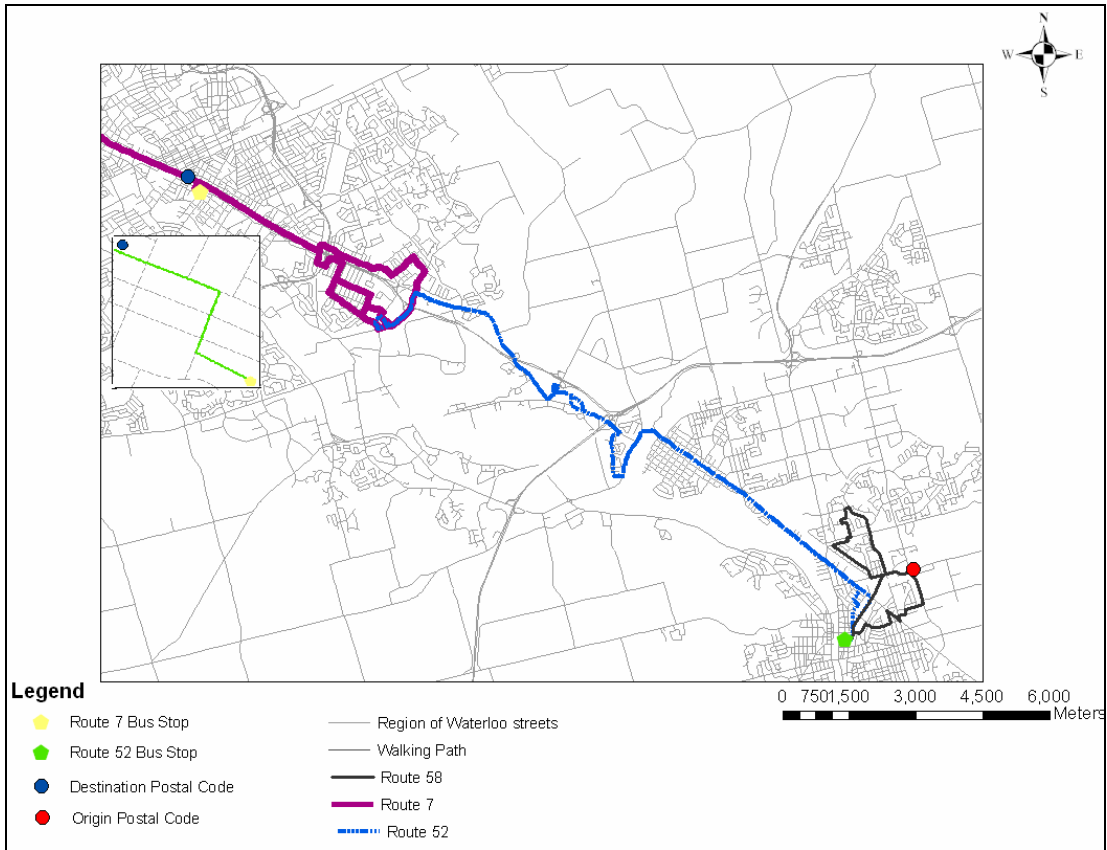 N
W E
S
Legend
Route 7 Bus Stop
Route 52 Bus Stop
Destination Postal Code
Origin Postal Code
Region of Waterloo streets
Walking Path
Route 58
Route 7
Route 52
0 7501,500 3,000 4,500 6,000
Meters